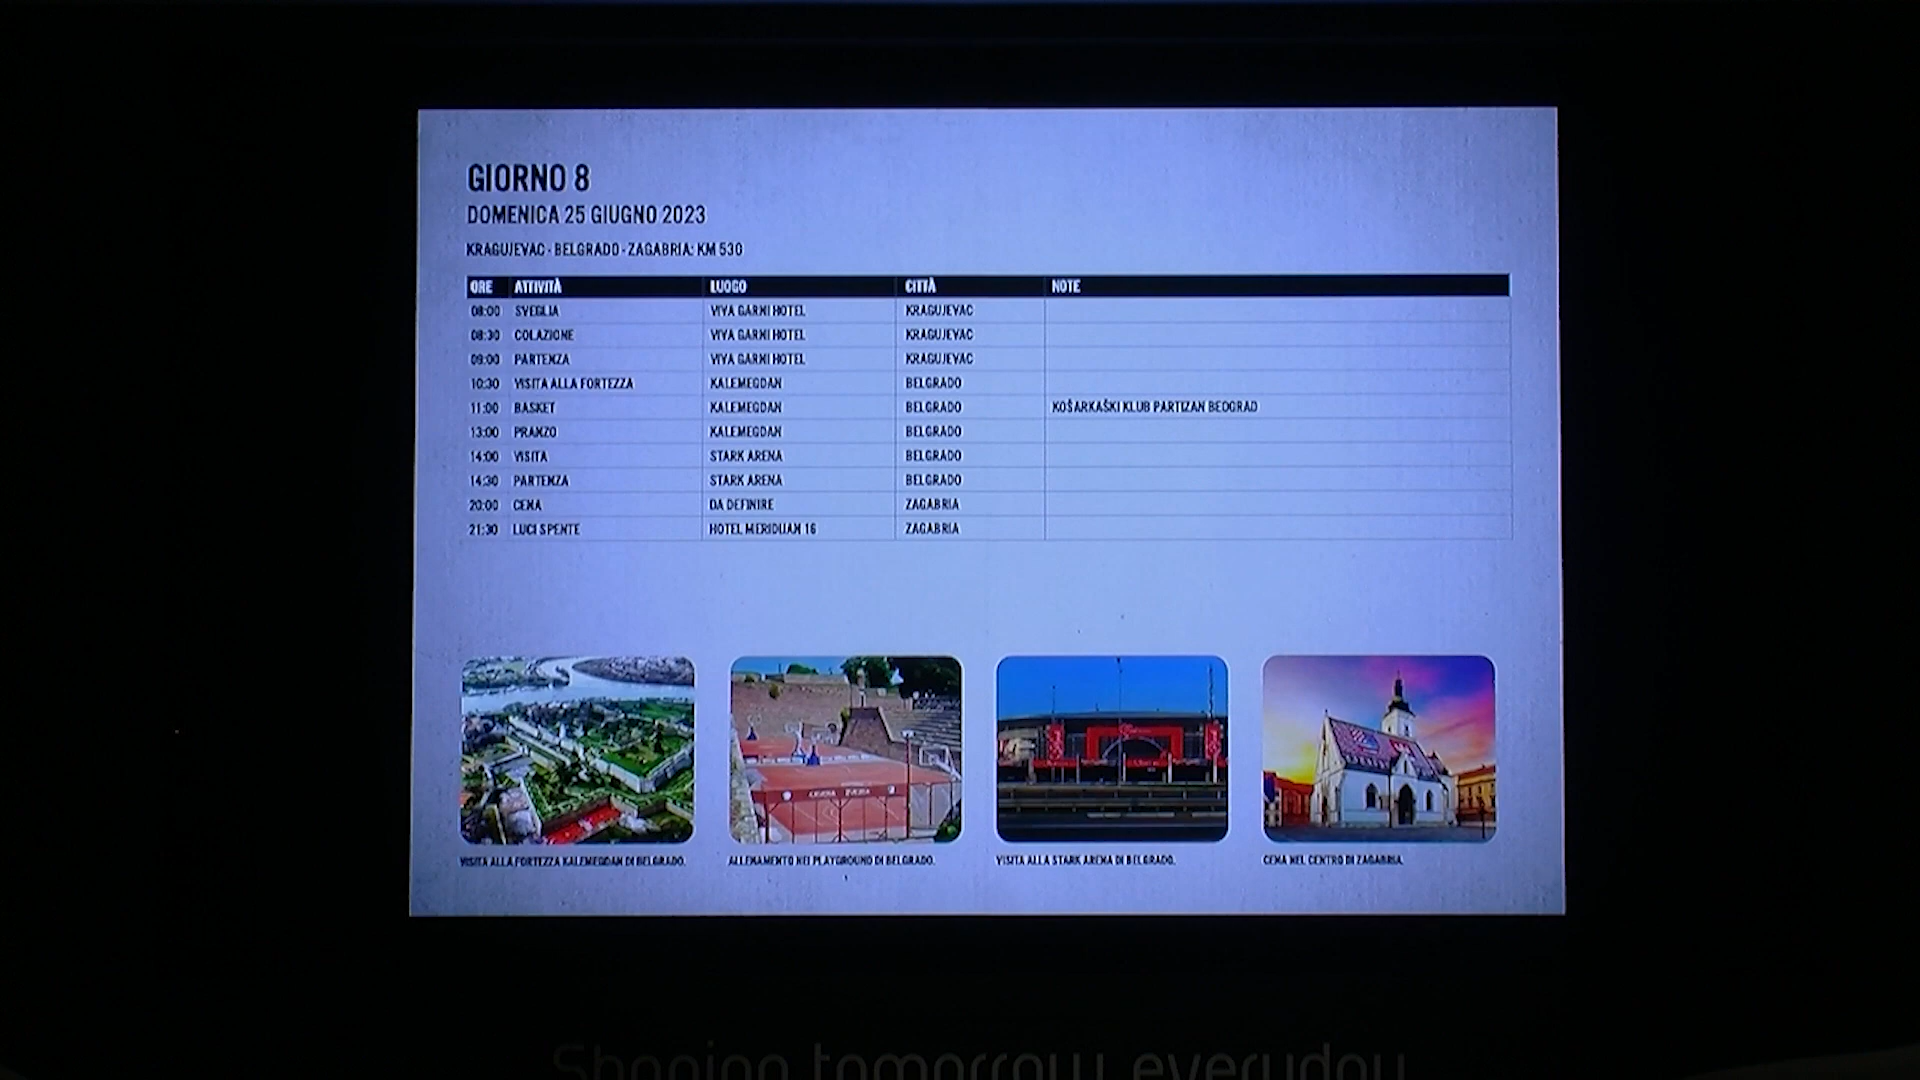 GIORNO 8
DOMENICA 25 GIUGNO 2023
KRAGUJEVAC - BELGRADO - ZAGABRIA: KM 530
ORE ATTIVITÀ LUOGO CITTÀ NOTE
08:00 SVEGLIA VIVA GARNI HOTEL KRAGUJEVAC
08:30 COLAZIONE VIVA GARNI HOTEL KRAGUJEVAC
09:00 PARTENZA VIVA GARNI HOTEL KRAGUJEVAC
10:30 VISITA ALLA FORTEZZA KALEMEGDAN BELGRADO
11:00 BASKET KALEMEGDAN BELGRADO KOŠARKAŠKI KLUB PARTIZAN BEOGRAD
13:00 PRANZO KALEMEGDAN BELGRADO
14:00 VISITA STARK ARENA BELGRADO
14:30 PARTENZA STARK ARENA BELGRADO
20:00 CENA DA DEFINIRE ZAGABRIA
21:30 LUCI SPENTE HOTEL MERIDIJAN 16 ZAGABRIA
CRVENA ZVEZDA
VISITA ALLA FORTEZZA KALEMEGDAN DI BELGRADO.
ALLENAMENTO NEI PLAYGROUND DI BELGRADO.
VISITA ALLA STARK ARENA DI BELGRADO.
CENA NEL CENTRO DI ZAGABRIA.
Shaping tomorrow, everyday